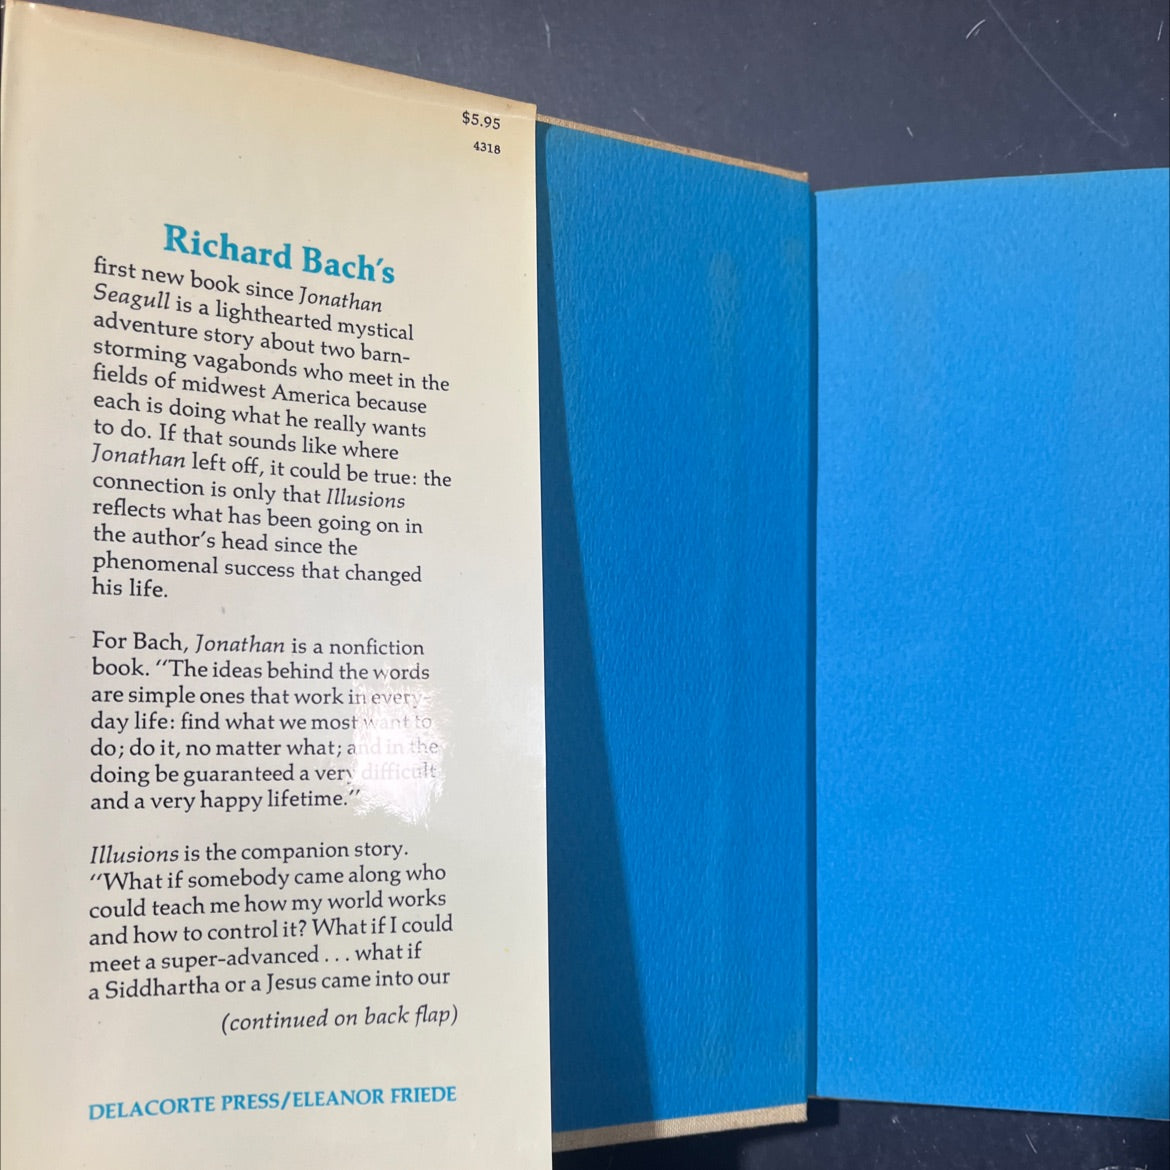 $5.95
4318
Richard Bach's
first new book since Jonathan
Seagull is a lighthearted mystical
adventure story about two barn-
storming vagabonds who meet in the
fields of midwest America because
each is doing what he really wants
to do. If that sounds like where
Jonathan left off, it could be true: the
connection is only that Illusions
reflects what has been going on in
the author's head since the
phenomenal success that changed
his life.
For Bach, Jonathan is a nonfiction
book. "The ideas behind the words
are simple ones that work in every-
day life: find what we most want to
do; do it, no matter what; and in the
doing be guaranteed a very difficult
and a very happy lifetime."
Illusions is the companion story.
"What if somebody came along who
could teach me how my world works
and how to control it? What if I could
meet a super-advanced . . . what if
a Siddhartha or a Jesus came into our
(continued on back flap)
DELACORTE PRESS/ELEANOR FRIEDE